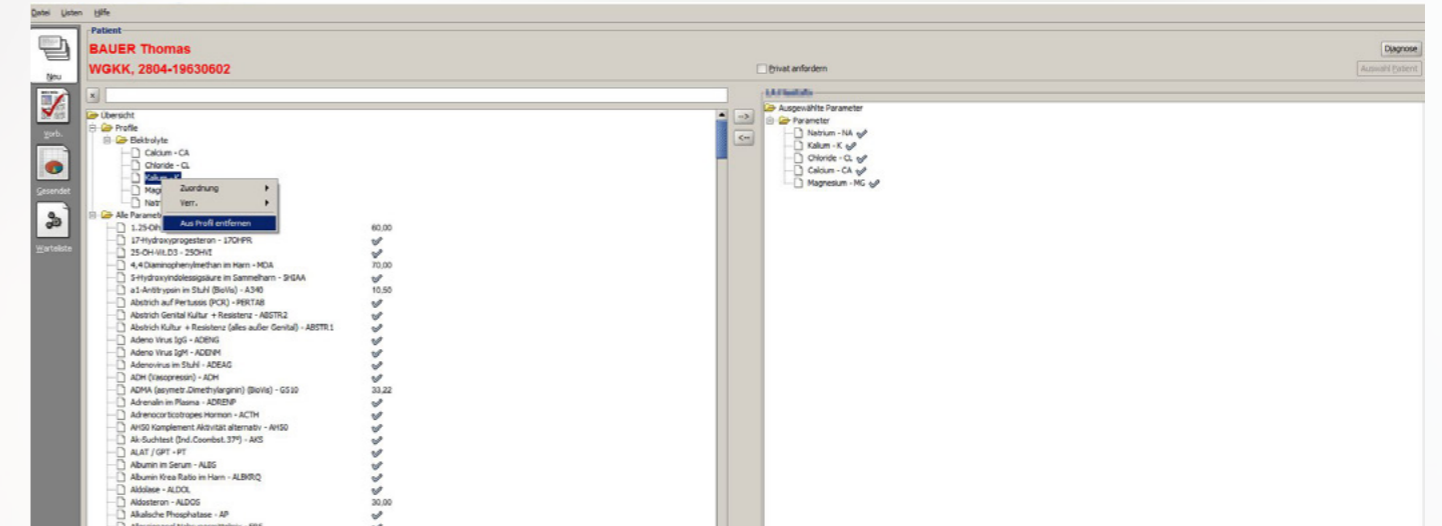 Datei Listen Hilfe
Patient
BAUER Thomas
WGKK, 2804-19630602
Privat anfordern
Diagnose
Auswahl Patient
Neu
Vorb.
Gesendet
Warteliste
x
Übersicht
Profile
Elektrolyte
Calcium - CA
Chloride - CL
Kalium - K
Zuordnung
Verr.
Aus Profil entfernen
Alle Paramet
1.25-OH 60,00
17-Hydroxyprogesteron - 17OHPR
25-OH-Vit.D3 - 25OHVI
4,4 Diaminophenylmethan in Harn - MDA 70,00
5-Hydroxyindolessigsäure im Sammelharn - 5HIAA
a1-Antitrypsin im Stuhl (BioVis) - A340 10,50
Abstrich auf Pertussis (PCR) - PERTAB
Abstrich Genital Kultur + Resistenz - ABSTR2
Abstrich Kultur + Resistenz (alles außer Genital) - ABSTR1
Adeno Virus IgG - ADENG
Adeno Virus IgM - ADENM
Adenovirus im Stuhl - ADEAG
ADH (Vasopressin) - ADH
ADMA (asymetr.Dimethylarginin) (BioVis) - G510 33,22
Adrenalin im Plasma - ADRENP
Adrenocorticotropes Hormon - ACTH
AH50 Komplement Aktivität alternativ - AH50
Ak-Suchtest (Ind.Coombst.37°) - AKS
ALAT / GPT - PT
Albumin im Serum - ALBS
Albumin Krea Ratio im Harn - ALBKRQ
Aldolase - ALDOL
Aldosteron - ALDOS 30,00
Alkalische Phosphatase - AP
-->
<--
Ausgewählte Parameter
Parameter
Natrium - NA
Kalium - K
Chloride - CL
Calcium - CA
Magnesium - MG